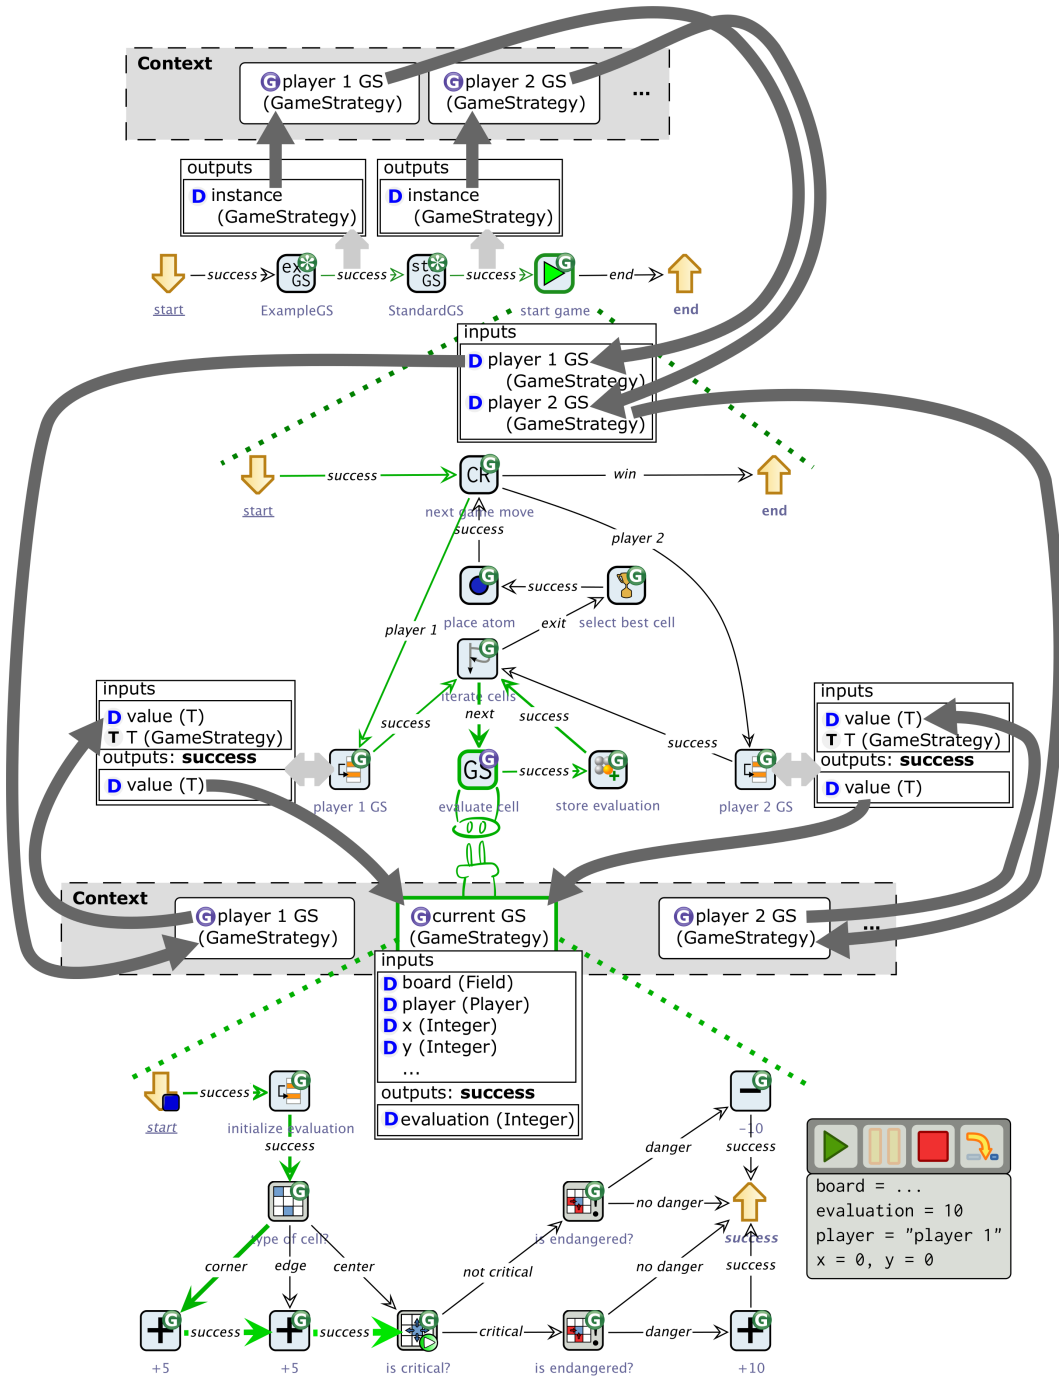 Context
player 1 GS
(GameStrategy)
player 2 GS
(GameStrategy)
...
outputs
D instance
(GameStrategy)
outputs
D instance
(GameStrategy)
start
success
ex GS
ExampleGS
success
st GS
StandardGS
success
start game
end
end
inputs
D player 1 GS
(GameStrategy)
D player 2 GS
(GameStrategy)
start
success
CR
next game move
win
end
success
player 2
place atom
success
select best cell
player 1
exit
iterate cells
success
next
success
success
inputs
D value (T)
T T (GameStrategy)
outputs: success
D value (T)
player 1 GS
GS
evaluate cell
success
store evaluation
player 2 GS
inputs
D value (T)
T T (GameStrategy)
outputs: success
D value (T)
Context
G player 1 GS
(GameStrategy)
G current GS
(GameStrategy)
G player 2 GS
(GameStrategy)
...
inputs
D board (Field)
D player (Player)
D x (Integer)
D y (Integer)
...
outputs: success
D evaluation (Integer)
start
success
initialize evaluation
success
type of cell?
corner
edge
center
+5
success
+5
success
is critical?
not critical
critical
is endangered?
danger
no danger
-10
success
success
is endangered?
no danger
danger
+10
success
board = ...
evaluation = 10
player = "player 1"
x = 0, y = 0